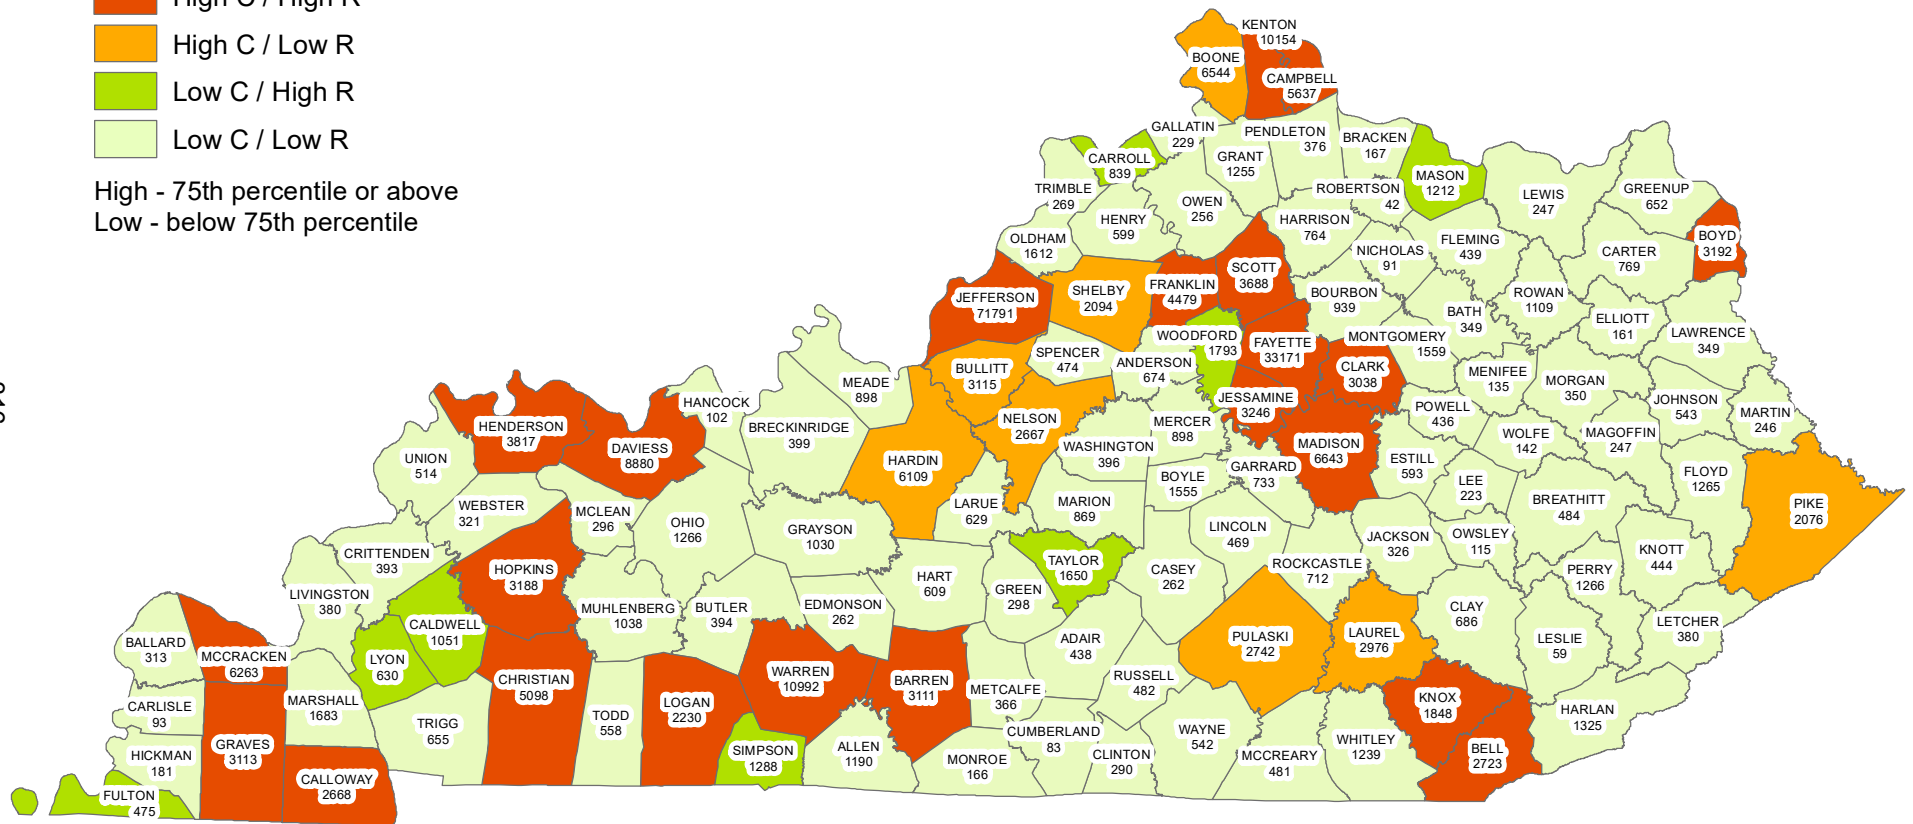 High C / High R
High C / Low R
Low C / High R
Low C / Low R
High - 75th percentile or above
Low - below 75th percentile
KENTON
10154
BOONE
6544
CAMPBELL
5637
GALLATIN
229
PENDLETON
376
BRACKEN
167
CARROLL
839
GRANT
1255
MASON
1212
TRIMBLE
269
ROBERTSON
42
LEWIS
247
GREENUP
652
OWEN
256
HENRY
599
HARRISON
764
OLDHAM
1612
NICHOLAS
91
FLEMING
439
BOYD
3192
CARTER
769
SCOTT
3688
FRANKLIN
4479
SHELBY
2094
JEFFERSON
71791
BOURBON
939
ROWAN
1109
BATH
349
ELLIOTT
161
LAWRENCE
349
WOODFORD
1793
FAYETTE
33171
MONTGOMERY
1559
SPENCER
474
ANDERSON
674
BULLITT
3115
CLARK
3038
MENIFEE
135
MORGAN
350
MEADE
898
JOHNSON
543
MARTIN
246
HANCOCK
102
JESSAMINE
3246
POWELL
436
NELSON
2667
MERCER
898
BRECKINRIDGE
399
HENDERSON
3817
WOLFE
142
MAGOFFIN
247
DAVIESS
8880
MADISON
6643
WASHINGTON
396
UNION
514
HARDIN
6109
GARRARD
733
ESTILL
593
FLOYD
1265
BOYLE
1555
LEE
223
BREATHITT
484
PIKE
2076
LARUE
629
MARION
869
WEBSTER
321
MCLEAN
296
OHIO
1266
GRAYSON
1030
LINCOLN
469
JACKSON
326
OWSLEY
115
CRITTENDEN
393
KNOTT
444
HOPKINS
3188
TAYLOR
1650
CASEY
262
ROCKCASTLE
712
PERRY
1266
HART
609
GREEN
298
LIVINGSTON
380
MUHLENBERG
1038
BUTLER
394
EDMONSON
262
CLAY
686
CALDWELL
1051
LETCHER
380
BALLARD
313
MCCRACKEN
6263
LYON
630
ADAIR
438
PULASKI
2742
LAUREL
2976
LESLIE
59
CHRISTIAN
5098
WARREN
10992
BARREN
3111
METCALFE
366
RUSSELL
482
CARLISLE
93
MARSHALL
1683
LOGAN
2230
KNOX
1848
HARLAN
1325
TRIGG
655
TODD
558
CUMBERLAND
83
WAYNE
542
HICKMAN
181
GRAVES
3113
SIMPSON
1288
ALLEN
1190
MONROE
166
CLINTON
290
MCCREARY
481
WHITLEY
1239
BELL
2723
CALLOWAY
2668
FULTON
475